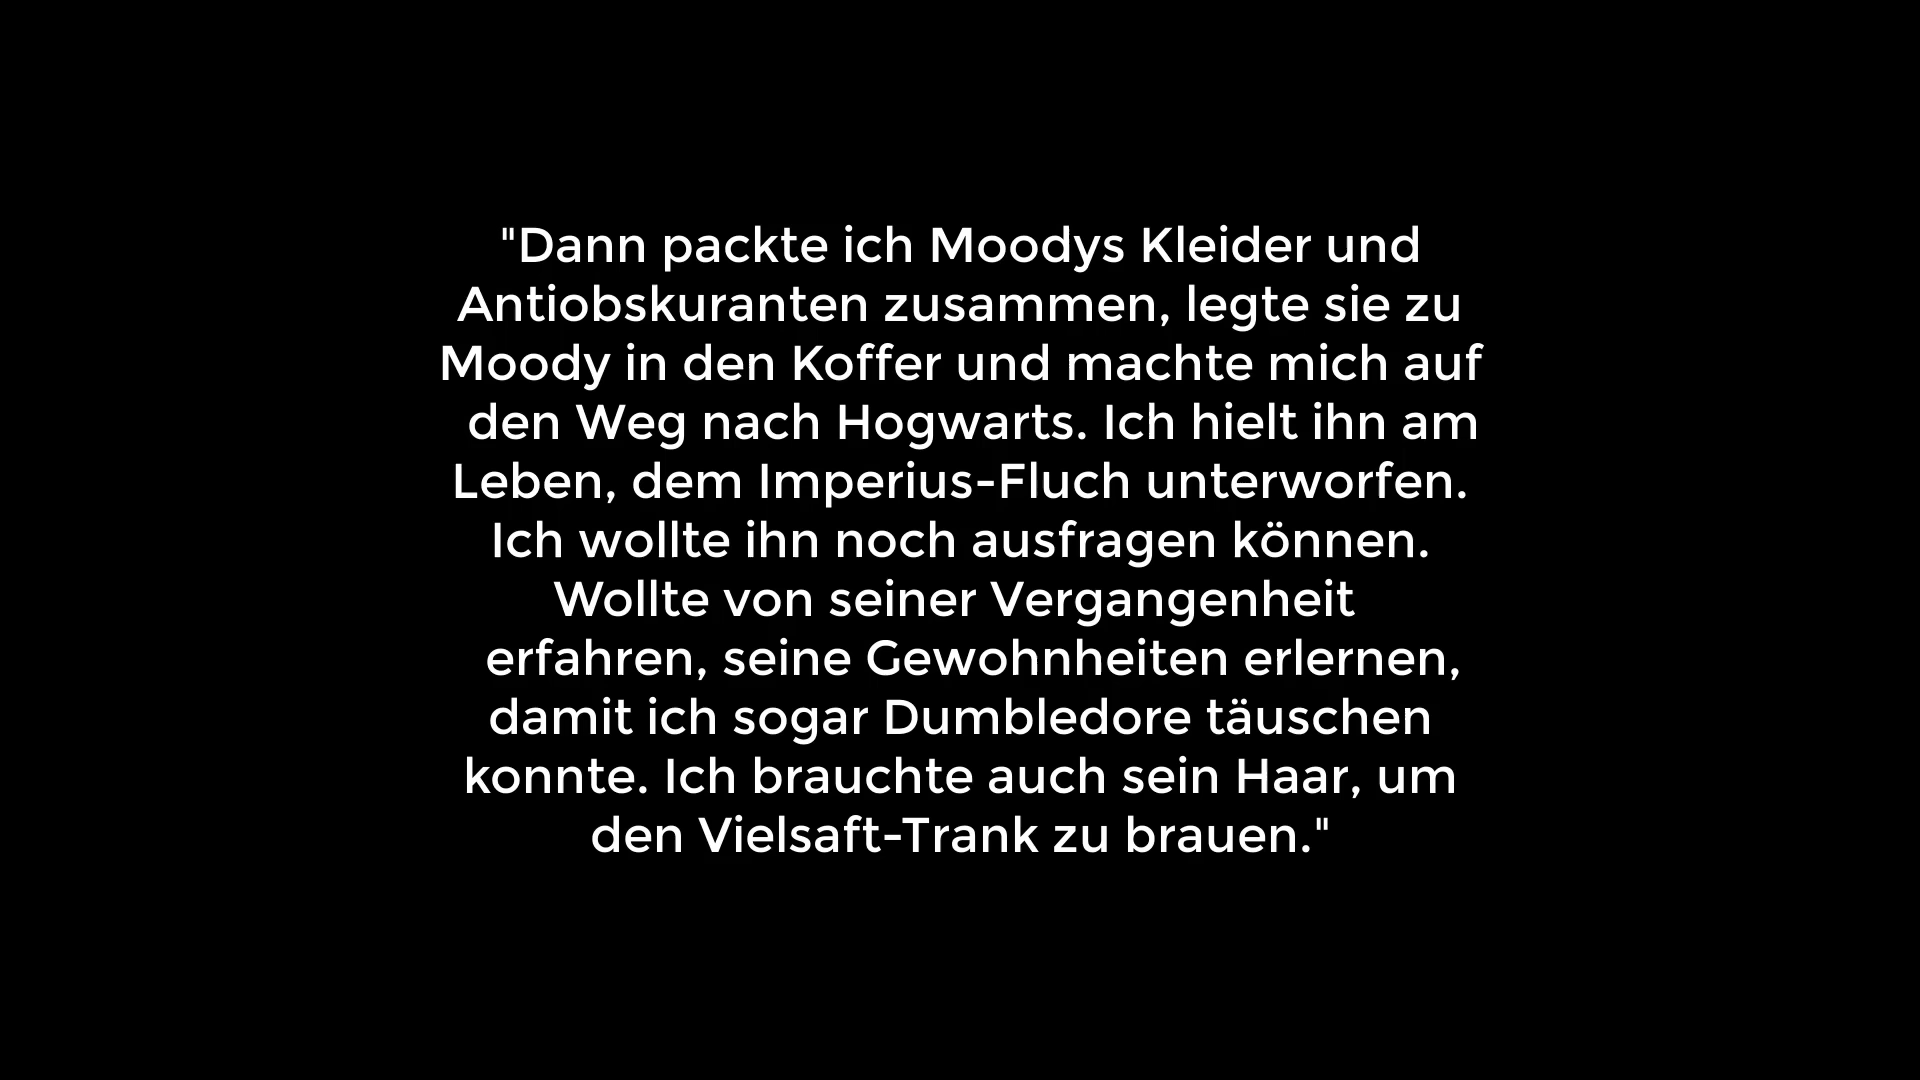 "Dann packte ich Moodys Kleider und
Antiobskuranten zusammen, legte sie zu
Moody in den Koffer und machte mich auf
den Weg nach Hogwarts. Ich hielt ihn am
Leben, dem Imperius-Fluch unterworfen.
Ich wollte ihn noch ausfragen können.
Wollte von seiner Vergangenheit
erfahren, seine Gewohnheiten erlernen,
damit ich sogar Dumbledore täuschen
konnte. Ich brauchte auch sein Haar, um
den Vielsaft-Trank zu brauen."